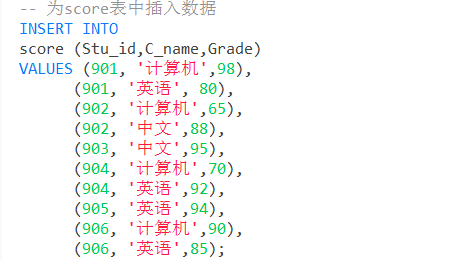 -- 为score表中插入数据
INSERT INTO
score (Stu_id,C_name,Grade)
VALUES (901, '计算机',98),
(901, '英语', 80),
(902, '计算机',65),
(902, '中文',88),
(903, '中文',95),
(904, '计算机',70),
(904, '英语',92),
(905, '英语',94),
(906, '计算机',90),
(906, '英语',85);